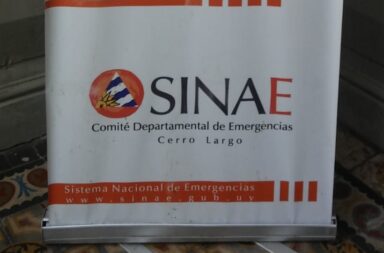 SINAE
Comité Departamental de Emergencias
Cerro Largo
Sistema Nacional de Emergencias
www.sinae.gub.uy